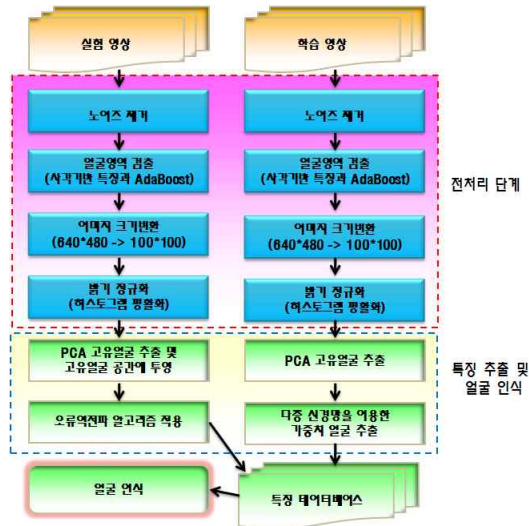 실험 영상
학습 영상
노이즈 제거
노이즈 제거
얼굴영역 검출
(사각기반 특징과 AdaBoost)
얼굴영역 검출
(사각기반 특징과 AdaBoost)
이미지 크기변환
(640*480 -> 100*100)
이미지 크기변환
(640*480 -> 100*100)
밝기 정규화
(히스토그램 평활화)
밝기 정규화
(히스토그램 평활화)
전처리 단계
PCA 고유얼굴 추출 및
고유얼굴 공간에 투영
PCA 고유얼굴 추출
오류역전파 알고리즘 적용
다중 신경망을 이용한
가중치 얼굴 추출
특징 추출 및
얼굴 인식
얼굴 인식
특징 데이터베이스